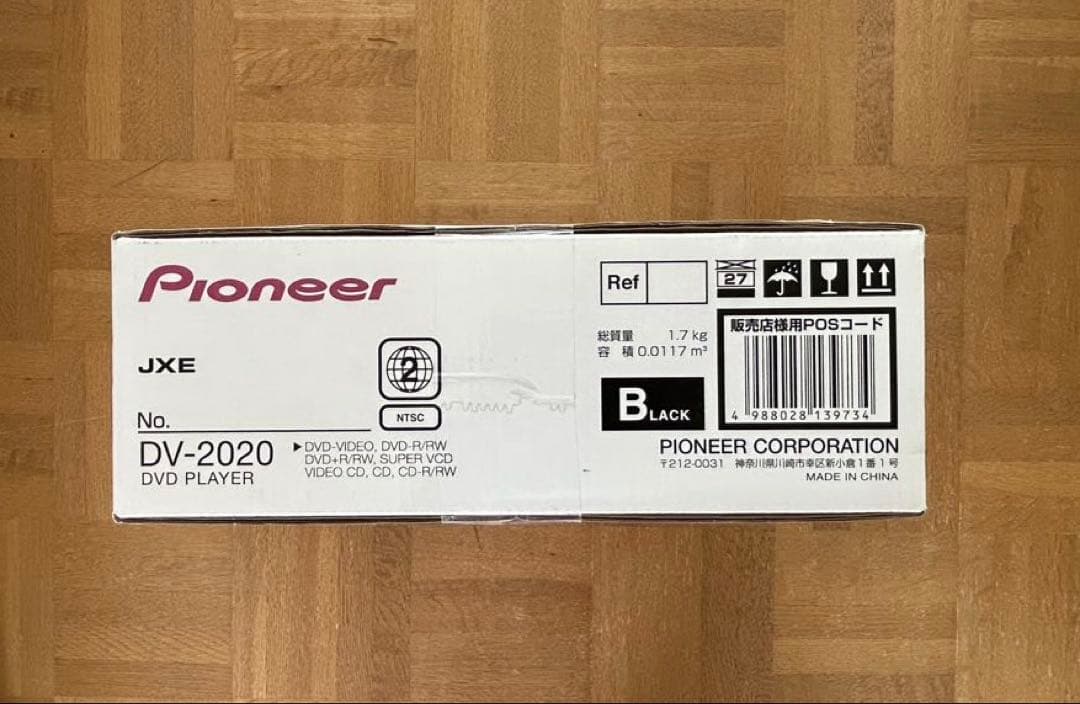 Pioneer
JXE
2
NTSC
No.
DV-2020
DVD PLAYER
▶DVD-VIDEO, DVD-R/RW
DVD+R/RW, SUPER VCD
VIDEO CD, CD, CD-R/RW
Ref
27
総質量 1.7 kg
容 積 0.0117 m³
BLACK
販売店様用POSコード
4 988028 139734
PIONEER CORPORATION
〒212-0031 神奈川県川崎市幸区新小倉1番1号
MADE IN CHINA